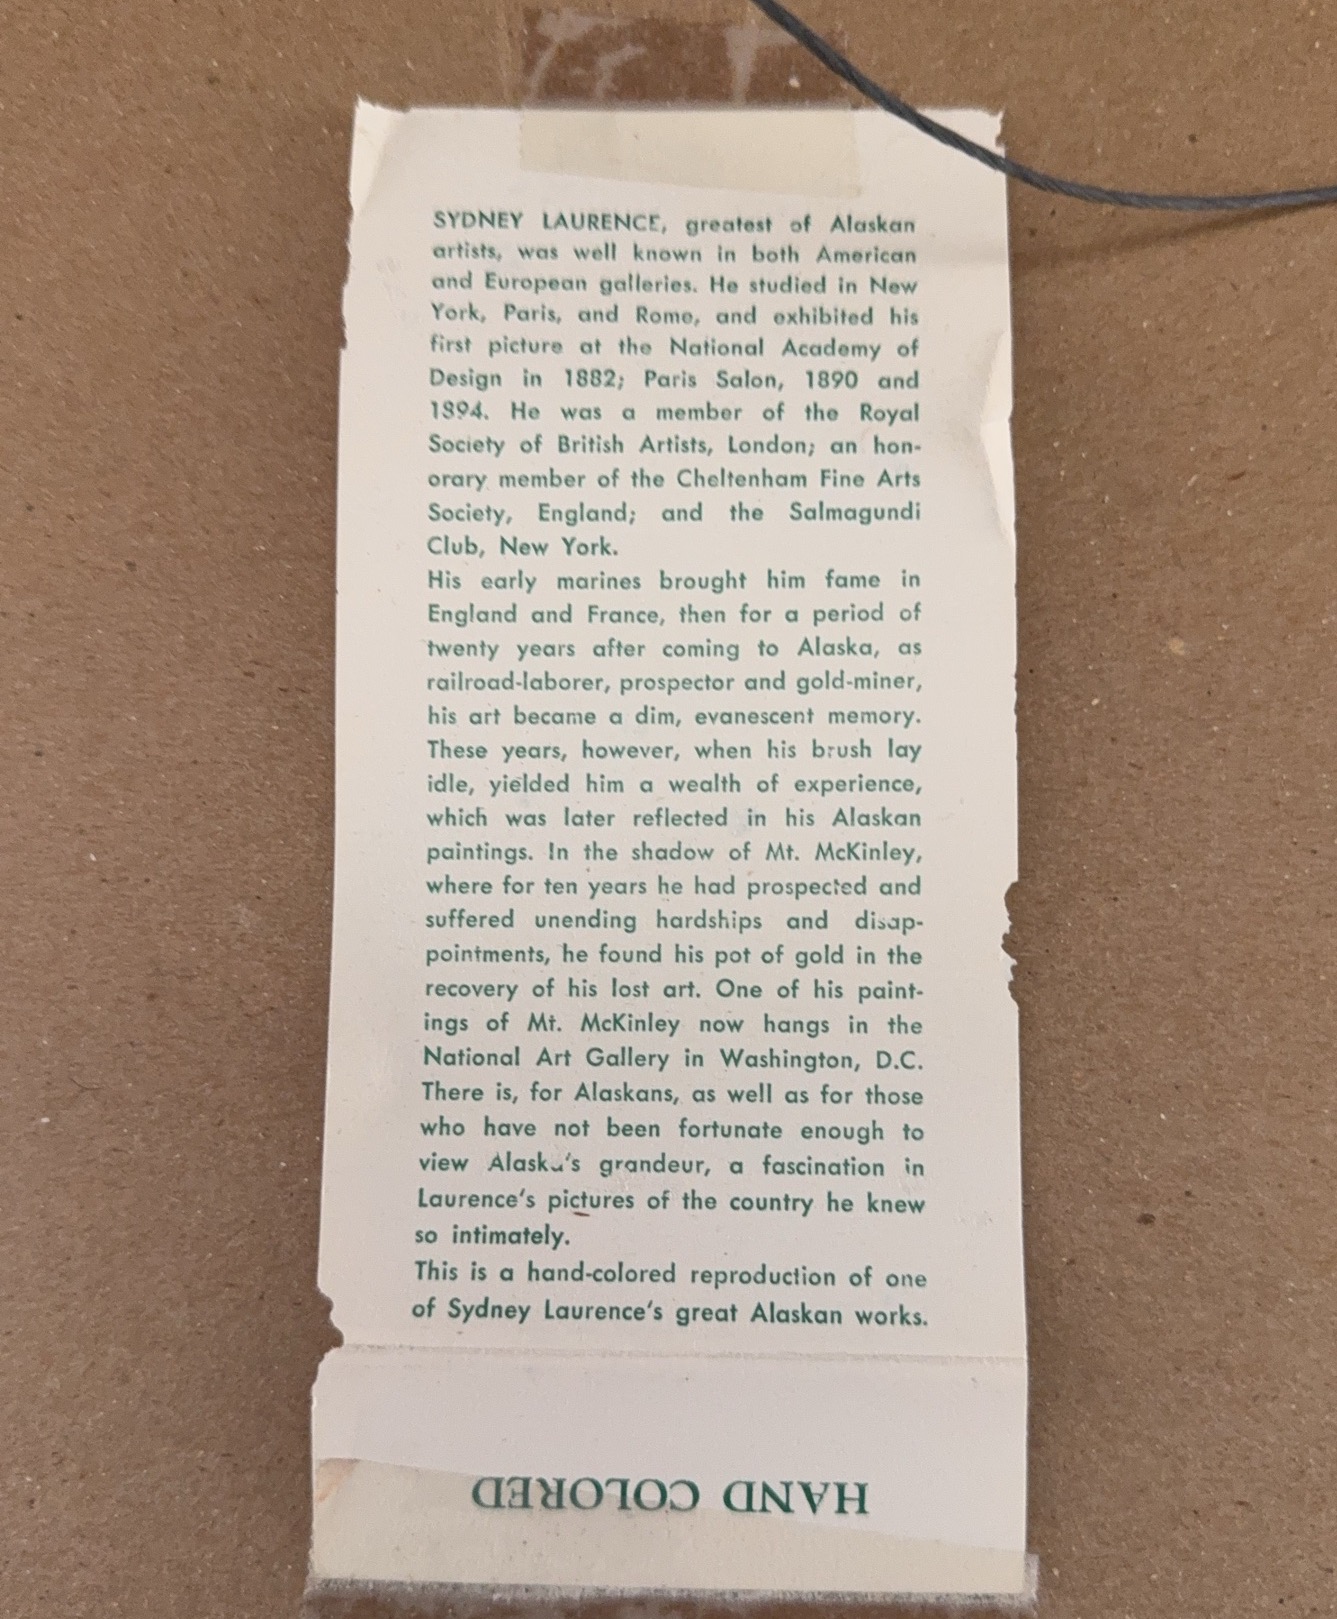 SYDNEY LAURENCE, greatest of Alaskan
artists, was well known in both American
and European galleries. He studied in New
York, Paris, and Rome, and exhibited his
first picture at the National Academy of
Design in 1882; Paris Salon, 1890 and
1894. He was a member of the Royal
Society of British Artists, London; an hon-
orary member of the Cheltenham Fine Arts
Society, England; and the Salmagundi
Club, New York.
His early marines brought him fame in
England and France, then for a period of
twenty years after coming to Alaska, as
railroad-laborer, prospector and gold-miner,
his art became a dim, evanescent memory.
These years, however, when his brush lay
idle, yielded him a wealth of experience,
which was later reflected in his Alaskan
paintings. In the shadow of Mt. McKinley,
where for ten years he had prospected and
suffered unending hardships and disap-
pointments, he found his pot of gold in the
recovery of his lost art. One of his paint-
ings of Mt. McKinley now hangs in the
National Art Gallery in Washington, D.C.
There is, for Alaskans, as well as for those
who have not been fortunate enough to
view Alaska's grandeur, a fascination in
Laurence's pictures of the country he knew
so intimately.
This is a hand-colored reproduction of one
of Sydney Laurence's great Alaskan works.
HAND COLORED